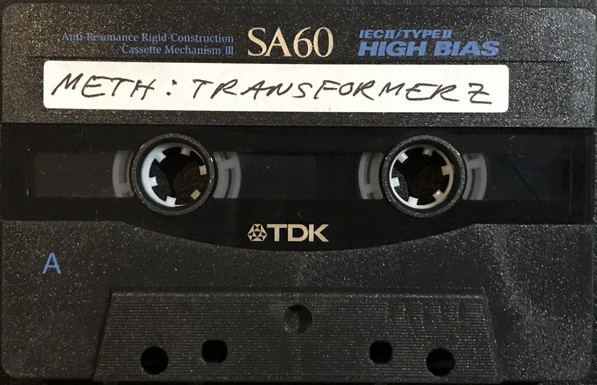 Anti-Resonance Rigid-Construction
Cassette Mechanism III
SA60
IECII/TYPEII
HIGH BIAS
METH: TRANSFORMERZ
TDK
A